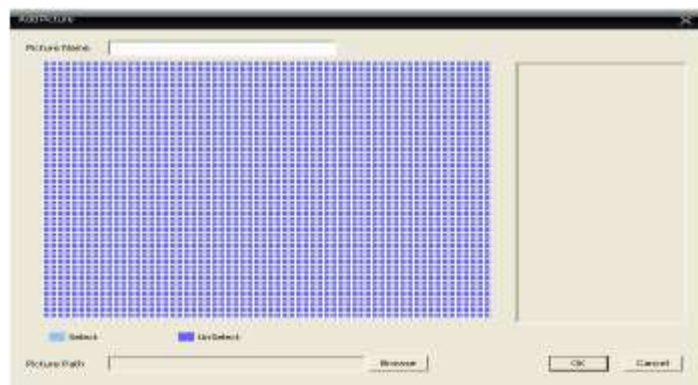 Add Picture
Picture Name
Select
UnSelect
Picture Path
Browse
OK
Cancel